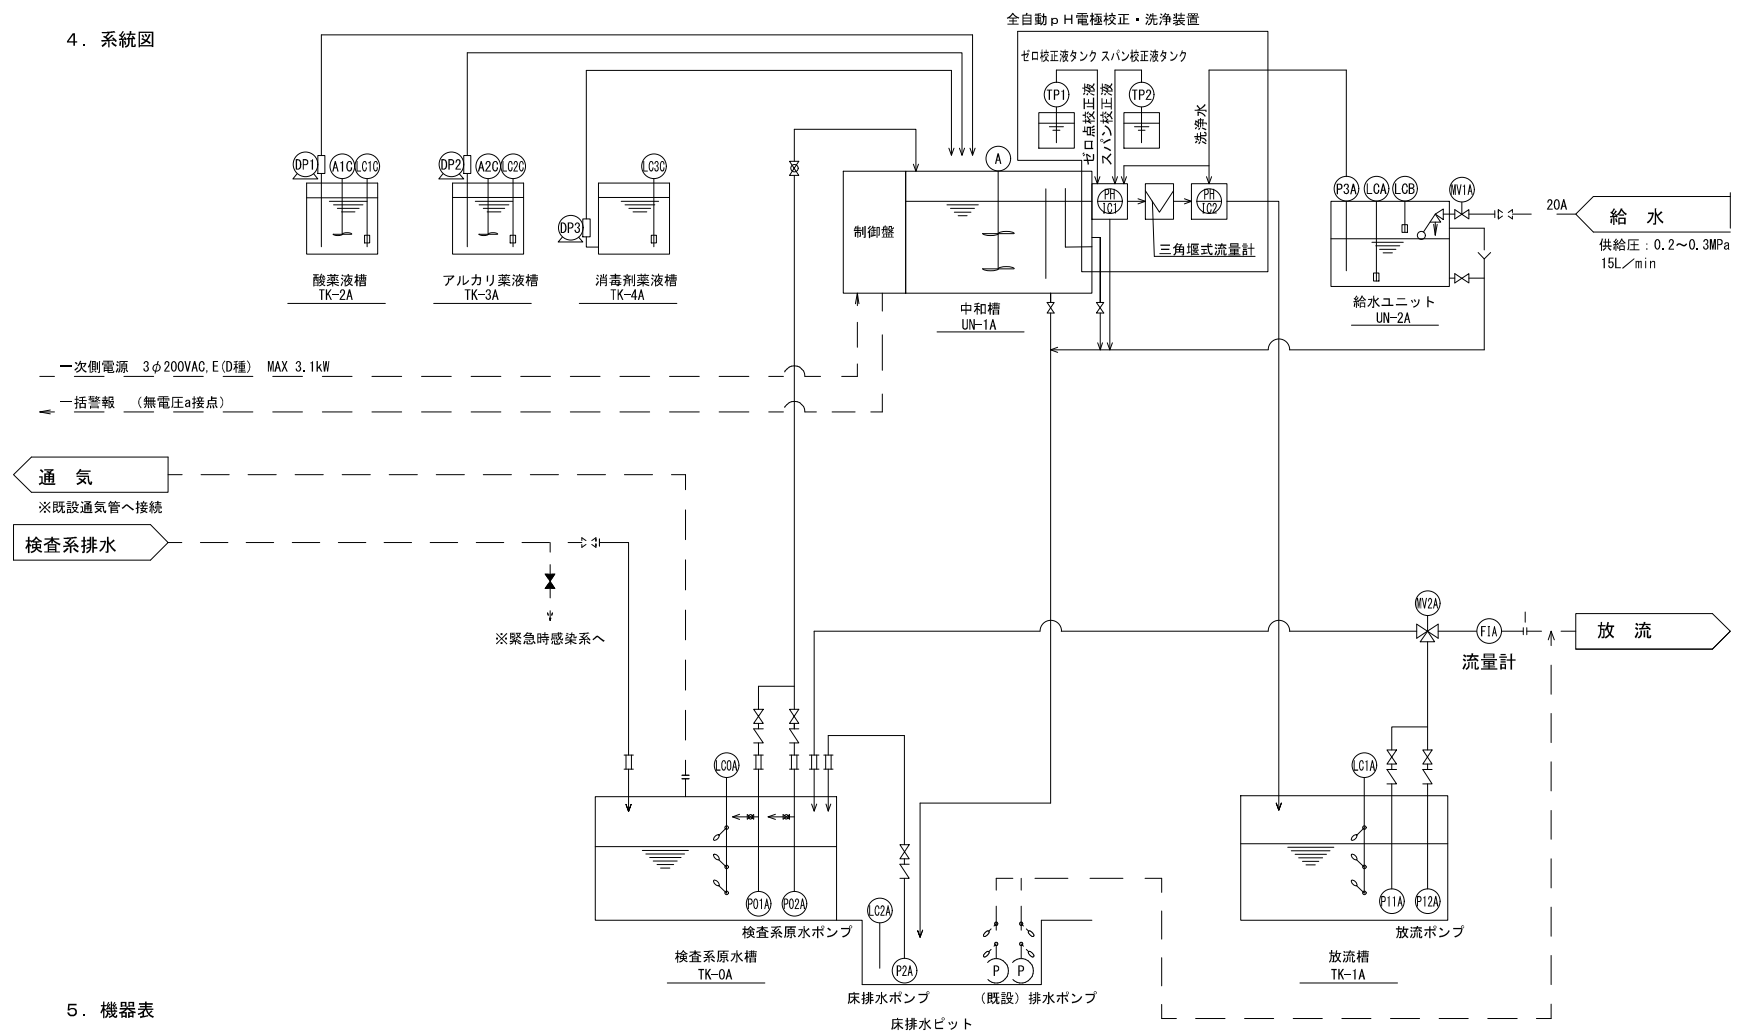 4．系統図
全自動ｐＨ電極校正・洗浄装置
ゼロ校正液タンク スパン校正液タンク
TP1
TP2
ゼロ点校正液
スパン校正液
洗浄水
DP1
A1C
LC1C
DP2
A2C
LC2C
LC3C
DP3
A
PH
IC1
PH
IC2
P3A
LCA
LCB
MV1A
20A
給　水
供給圧：0.2～0.3MPa
15L／min
制御盤
三角堰式流量計
酸薬液槽
TK-2A
アルカリ薬液槽
TK-3A
消毒剤薬液槽
TK-4A
中和槽
UN-1A
給水ユニット
UN-2A
一次側電源　3φ200VAC,E(D種)　MAX 3.1kW
一括警報　（無電圧a接点）
通　気
※既設通気管へ接続
検査系排水
※緊急時感染系へ
MV2A
FIA
流量計
放　流
LC0A
P01A
P02A
検査系原水ポンプ
検査系原水槽
TK-0A
LC2A
P2A
P
P
床排水ポンプ
(既設) 排水ポンプ
床排水ピット
LC1A
P11A
P12A
放流ポンプ
放流槽
TK-1A
5．機器表